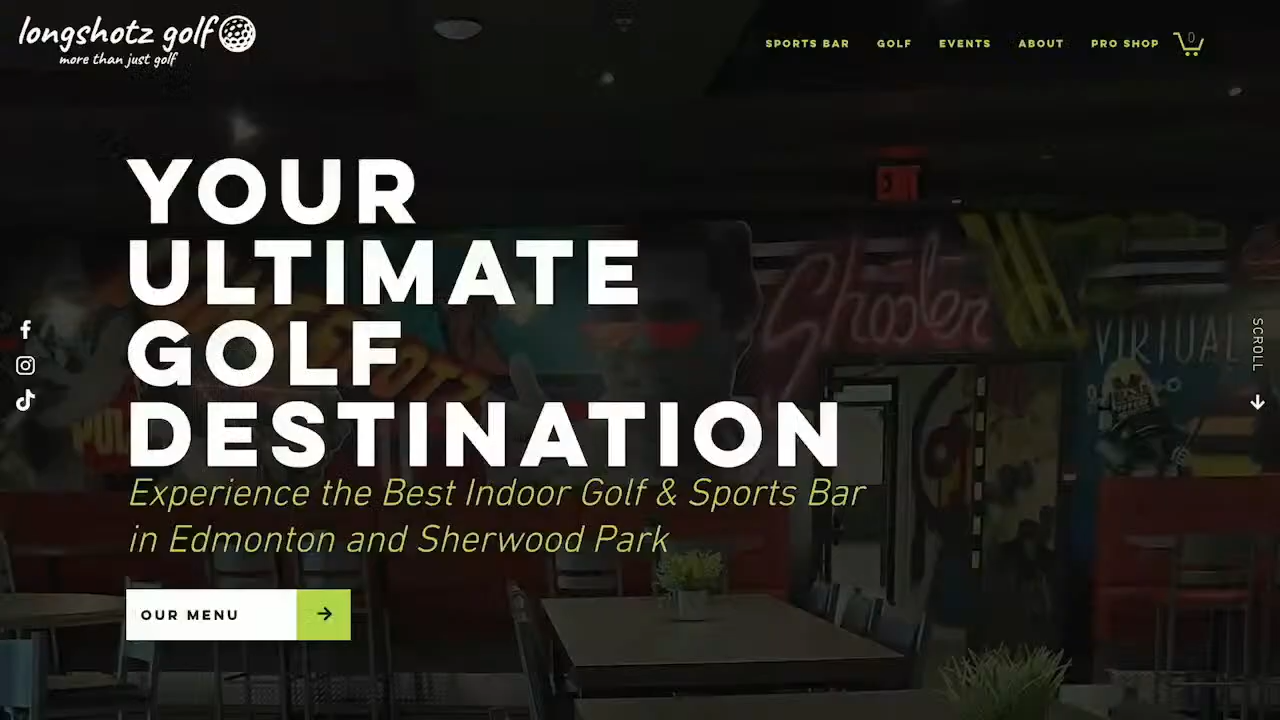 longshotz golf
more than just golf
SPORTS BAR
GOLF
EVENTS
ABOUT
PRO SHOP
0
YOUR
ULTIMATE
GOLF
DESTINATION
Experience the Best Indoor Golf & Sports Bar
in Edmonton and Sherwood Park
OUR MENU
SCROLL
EXIT
Shooter
VIRTUAL